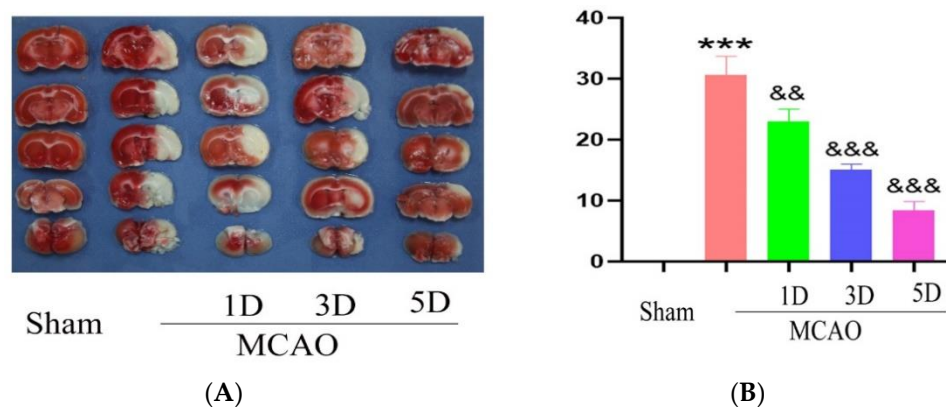 Sham
1D 3D 5D
MCAO
(A)
B)
40
30
20
10
0
***
&&
&&&
&&&
Sham
1D 3D 5D
MCAO
(B)